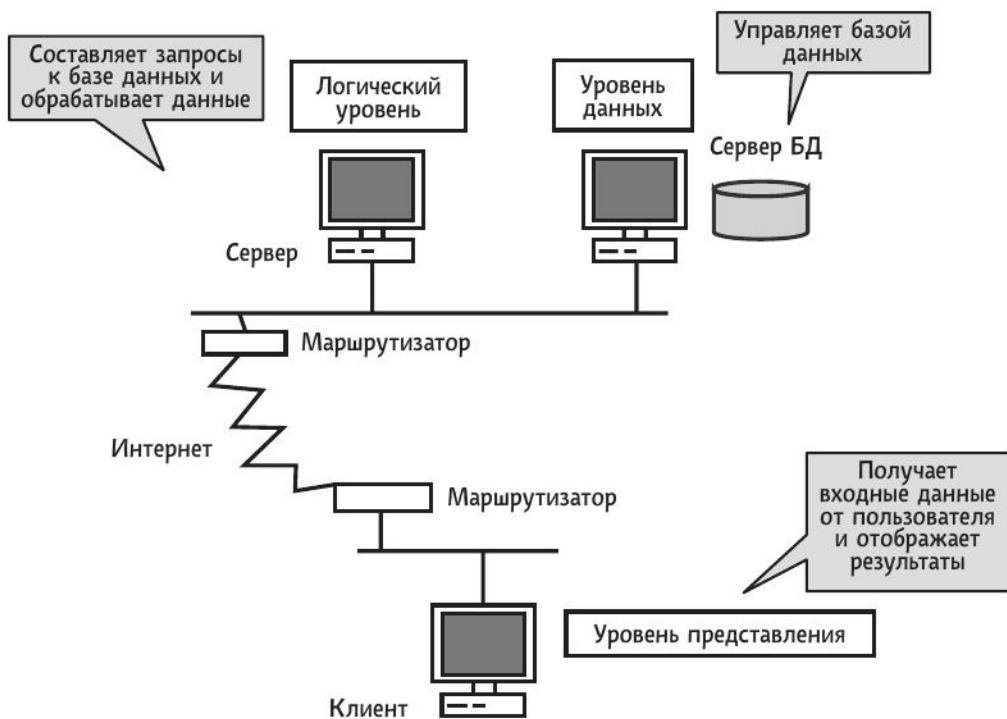 Составляет запросы
к базе данных и
обрабатывает данные
Логический
уровень
Уровень
данных
Управляет базой
данных
Сервер БД
Сервер
Маршрутизатор
Интернет
Маршрутизатор
Получает
входные данные
от пользователя
и отображает
результаты
Уровень представления
Клиент